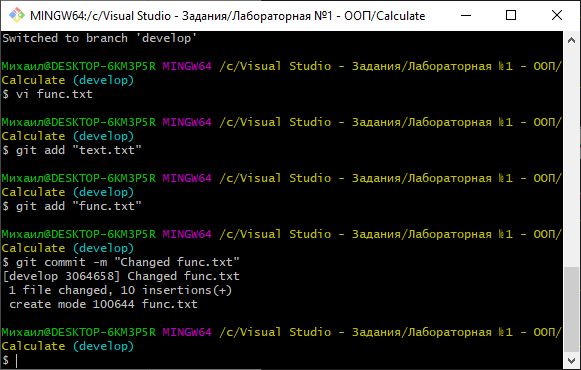 MINGW64:/c/Visual Studio - Задания/Лабораторная №1 - ООП/Calculate
Switched to branch 'develop'
Михаил@DESKTOP-6KM3P5R MINGW64 /c/Visual Studio - Задания/Лабораторная №1 - ООП/
Calculate (develop)
$ vi func.txt
Михаил@DESKTOP-6KM3P5R MINGW64 /c/Visual Studio - Задания/Лабораторная №1 - ООП/
Calculate (develop)
$ git add "text.txt"
Михаил@DESKTOP-6KM3P5R MINGW64 /c/Visual Studio - Задания/Лабораторная №1 - ООП/
Calculate (develop)
$ git add "func.txt"
Михаил@DESKTOP-6KM3P5R MINGW64 /c/Visual Studio - Задания/Лабораторная №1 - ООП/
Calculate (develop)
$ git commit -m "Changed func.txt"
[develop 3064658] Changed func.txt
 1 file changed, 10 insertions(+)
 create mode 100644 func.txt
Михаил@DESKTOP-6KM3P5R MINGW64 /c/Visual Studio - Задания/Лабораторная №1 - ООП/
Calculate (develop)
$